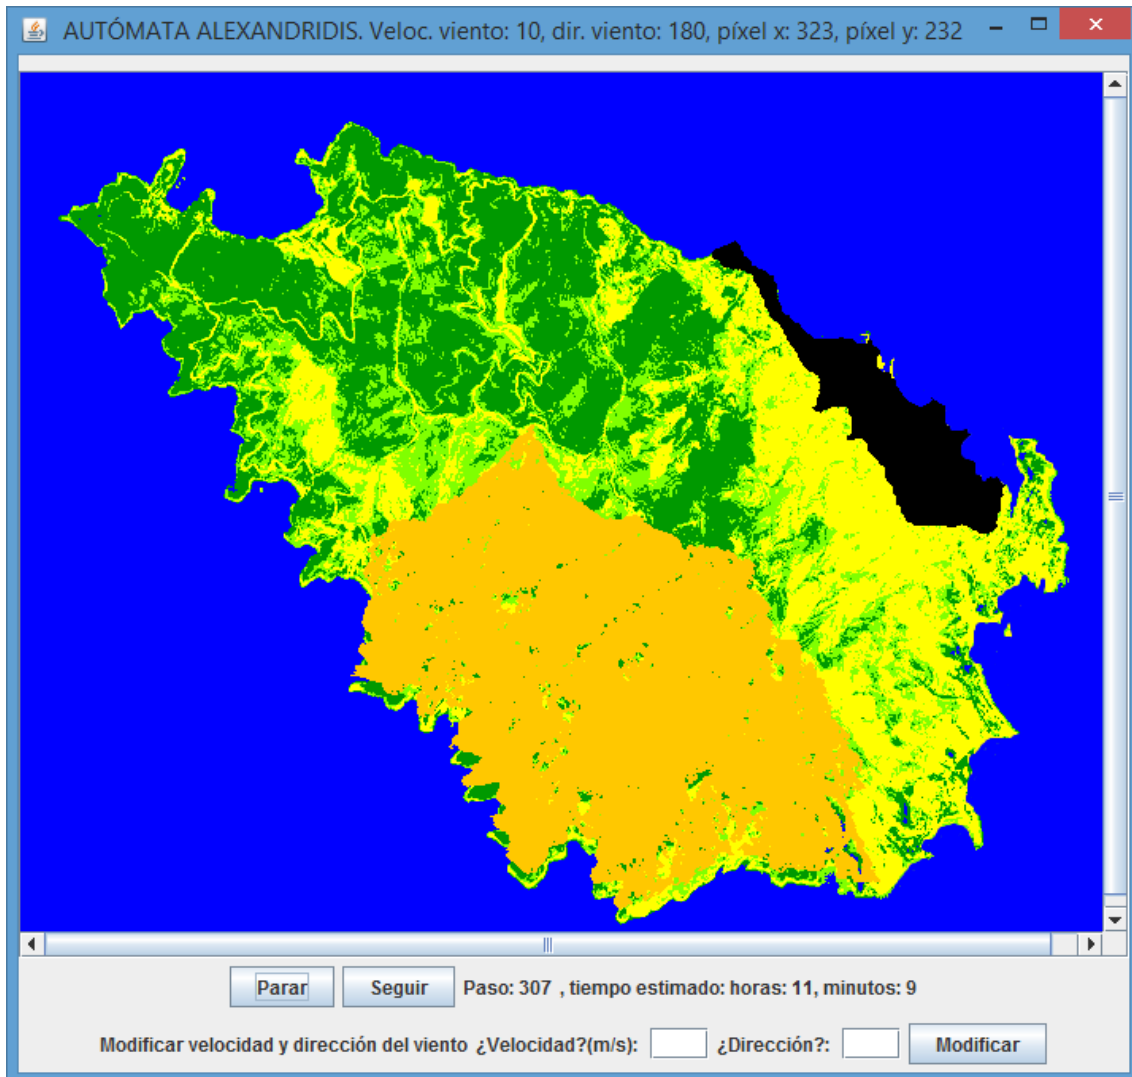 AUTÓMATA ALEXANDRIDIS. Veloc. viento: 10, dir. viento: 180, píxel x: 323, píxel y: 232
Parar Seguir Paso: 307 , tiempo estimado: horas: 11, minutos: 9
Modificar velocidad y dirección del viento ¿Velocidad?(m/s): ¿Dirección?: Modificar